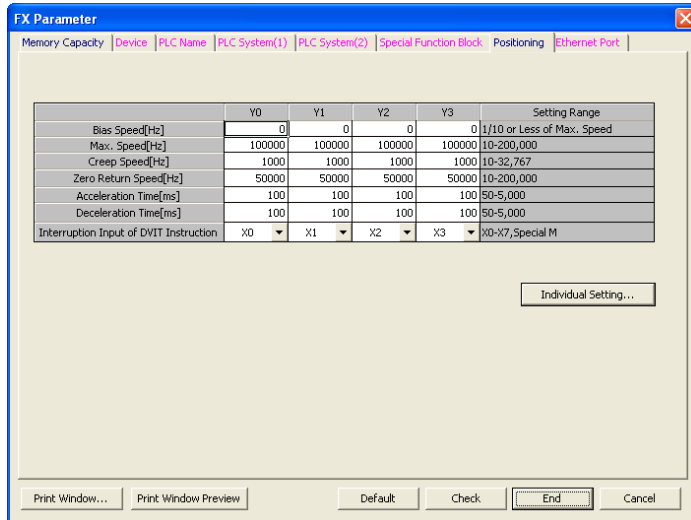 FX Parameter
Memory Capacity Device PLC Name PLC System(1) PLC System(2) Special Function Block Positioning Ethernet Port
Y0 Y1 Y2 Y3 Setting Range
Bias Speed[Hz] 0 0 0 0 1/10 or Less of Max. Speed
Max. Speed[Hz] 100000 100000 100000 100000 10-200,000
Creep Speed[Hz] 1000 1000 1000 1000 10-32,767
Zero Return Speed[Hz] 50000 50000 50000 50000 10-200,000
Acceleration Time[ms] 100 100 100 100 50-5,000
Deceleration Time[ms] 100 100 100 100 50-5,000
Interruption Input of DVIT Instruction X0 X1 X2 X3 X0-X7,Special M
Individual Setting...
Print Window... Print Window Preview Default Check End Cancel